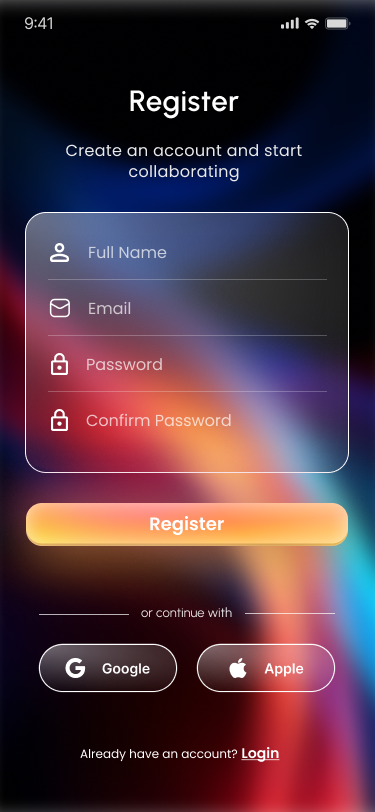 9:41
Register
Create an account and start
collaborating
Full Name
Email
Password
Confirm Password
Register
or continue with
Google
Apple
Already have an account? Login